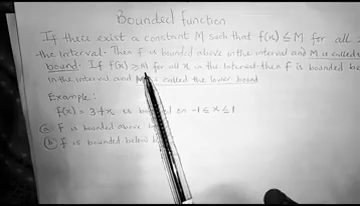 Bounded function
If there exist a constant M such that f(x) ≤ M for all
the interval. Then f is bounded above in the interval and M is called
bound. If f(x) ≥ m for all x in the interval then f is bounded be
in the interval and is called the lower bound
Example:
f(x) = 3+x is bo on -1 ≤ x ≤ 1
(a) f is bounded above
(b) f is bounded below